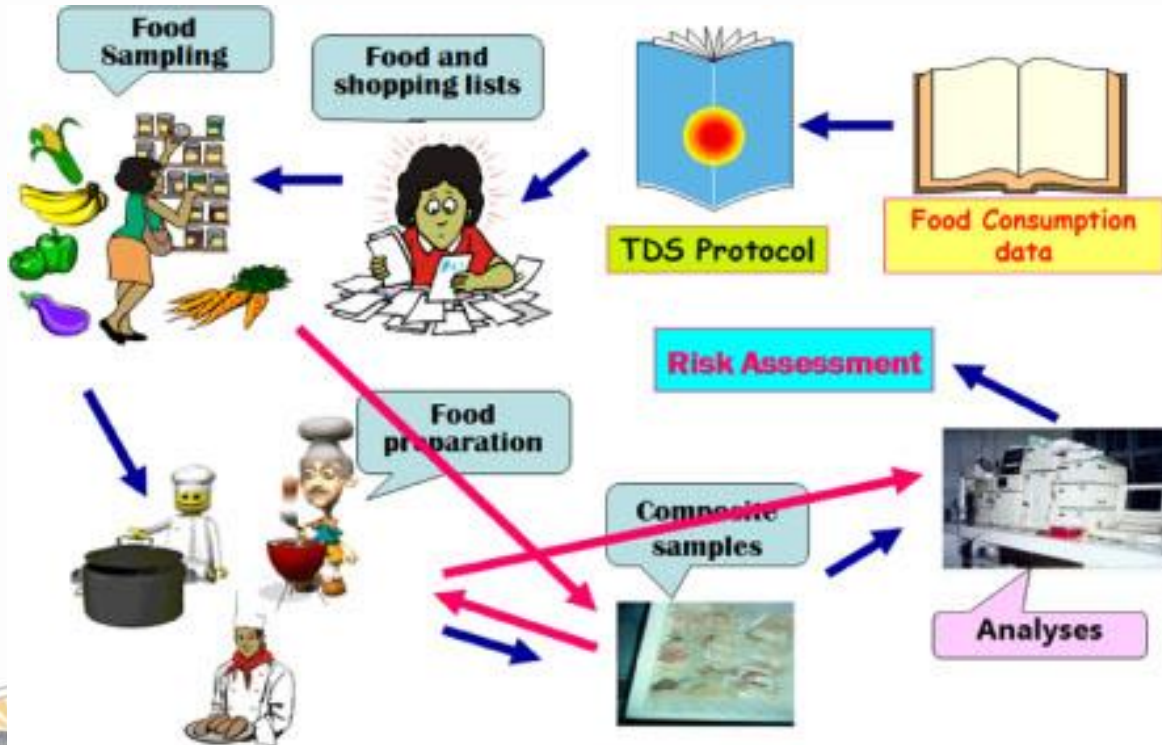 Food
Sampling
Food and
shopping lists
TDS Protocol
Food Consumption
data
Risk Assessment
Food
preparation
Composite
samples
Analyses